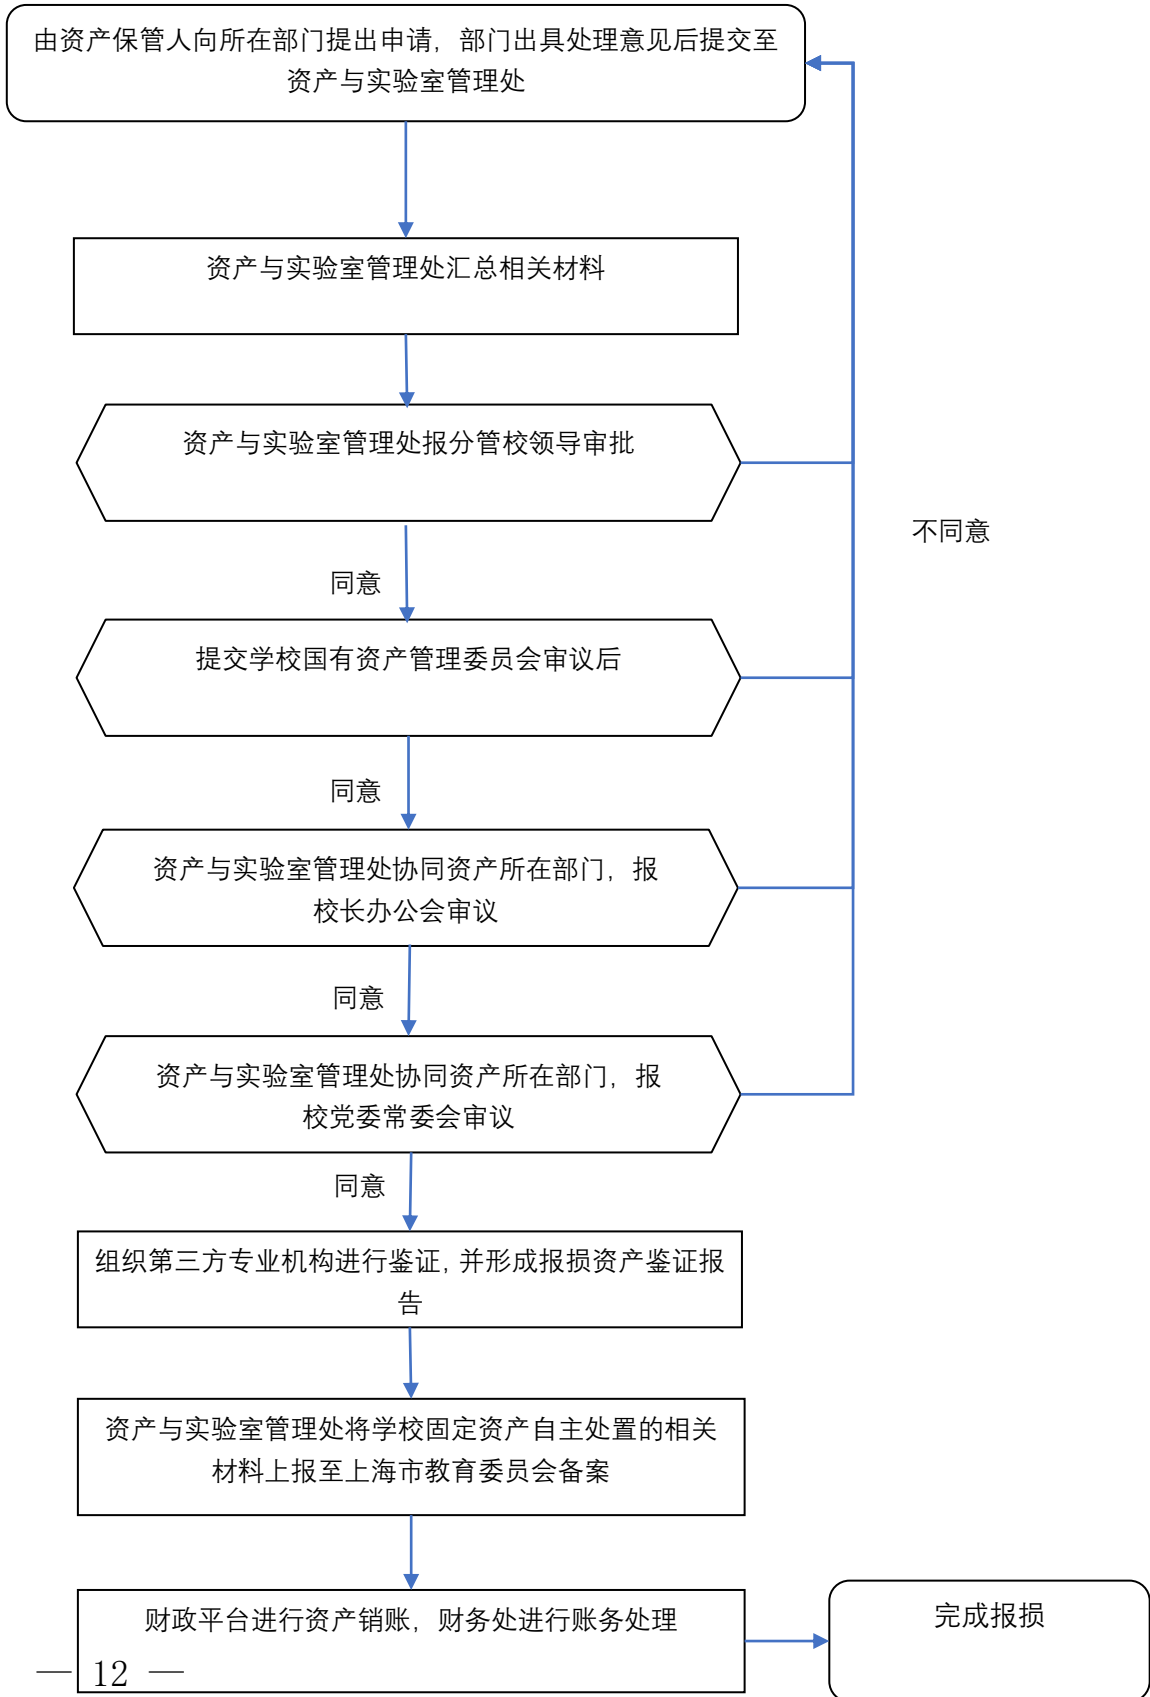 由资产保管人向所在部门提出申请，部门出具处理意见后提交至
资产与实验室管理处
资产与实验室管理处汇总相关材料
资产与实验室管理处报分管校领导审批
不同意
同意
提交学校国有资产管理委员会审议后
同意
资产与实验室管理处协同资产所在部门，报
校长办公会审议
同意
资产与实验室管理处协同资产所在部门，报
校党委常委会审议
同意
组织第三方专业机构进行鉴证,并形成报损资产鉴证报
告
资产与实验室管理处将学校固定资产自主处置的相关
材料上报至上海市教育委员会备案
财政平台进行资产销账，财务处进行账务处理
完成报损
— 12 —